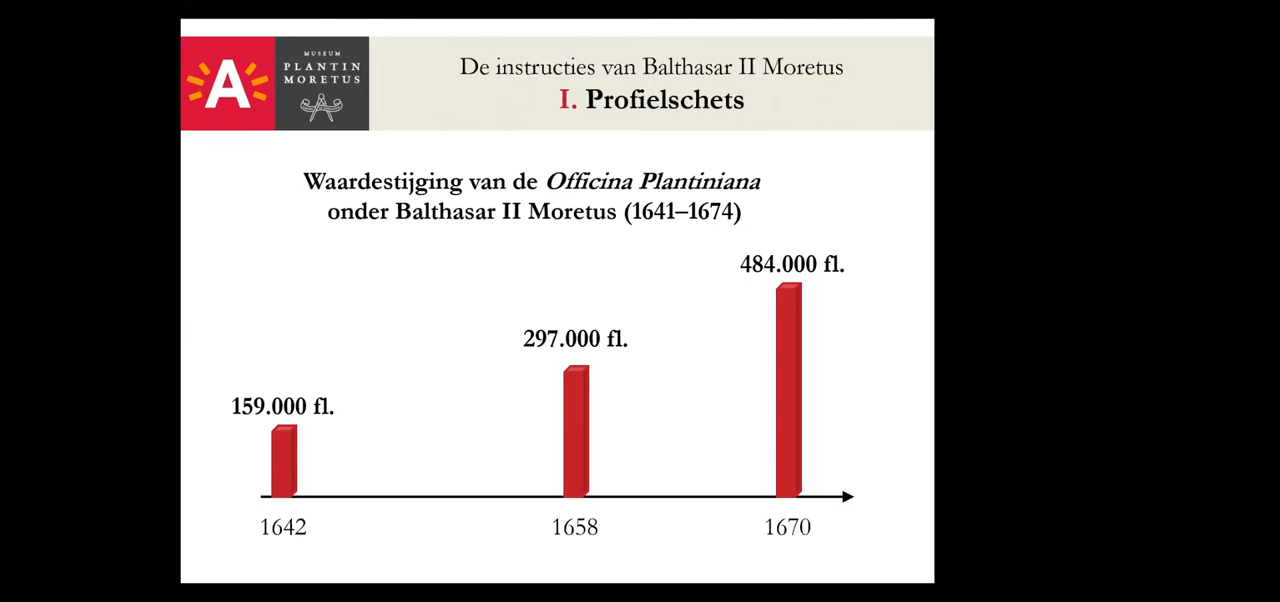 A
MUSEUM
PLANTIN
MORETUS
De instructies van Balthasar II Moretus
I. Profielschets
Waardestijging van de Officina Plantiniana
onder Balthasar II Moretus (1641–1674)
484.000 fl.
297.000 fl.
159.000 fl.
1642
1658
1670